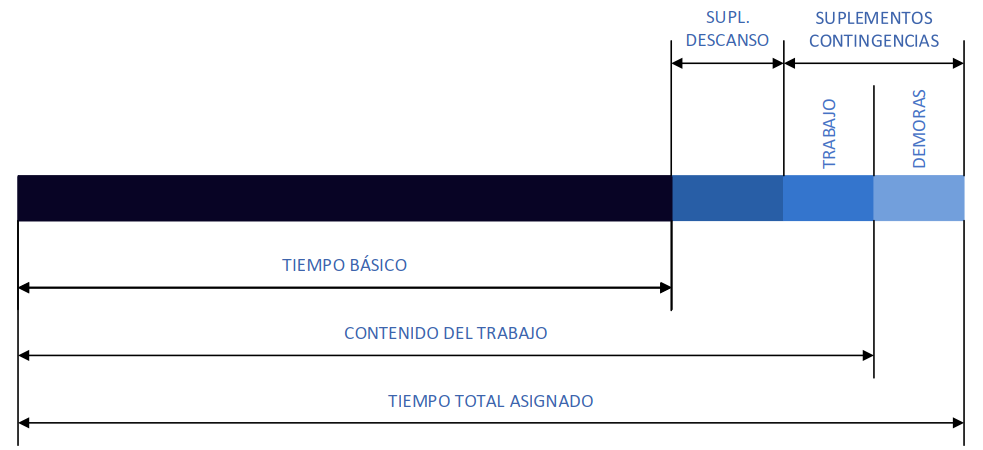 SUPL.
DESCANSO
SUPLEMENTOS
CONTINGENCIAS
TRABAJO
DEMORAS
TIEMPO BÁSICO
CONTENIDO DEL TRABAJO
TIEMPO TOTAL ASIGNADO